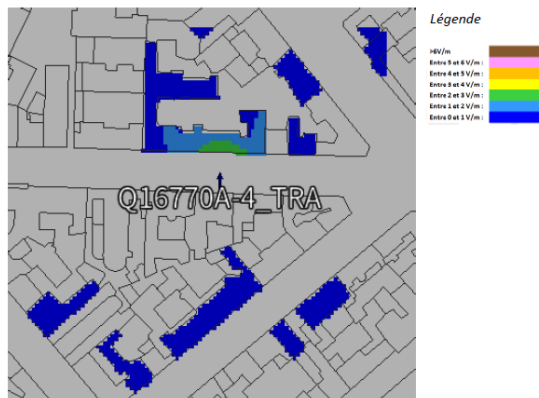 Légende
H6V/m
Entre 5 et 6 V/m :
Entre 4 et 5 V/m :
Entre 3 et 4 V/m :
Entre 2 et 3 V/m :
Entre 1 et 2 V/m :
Entre 0 et 1 V/m :
Q16770A-4_TRA